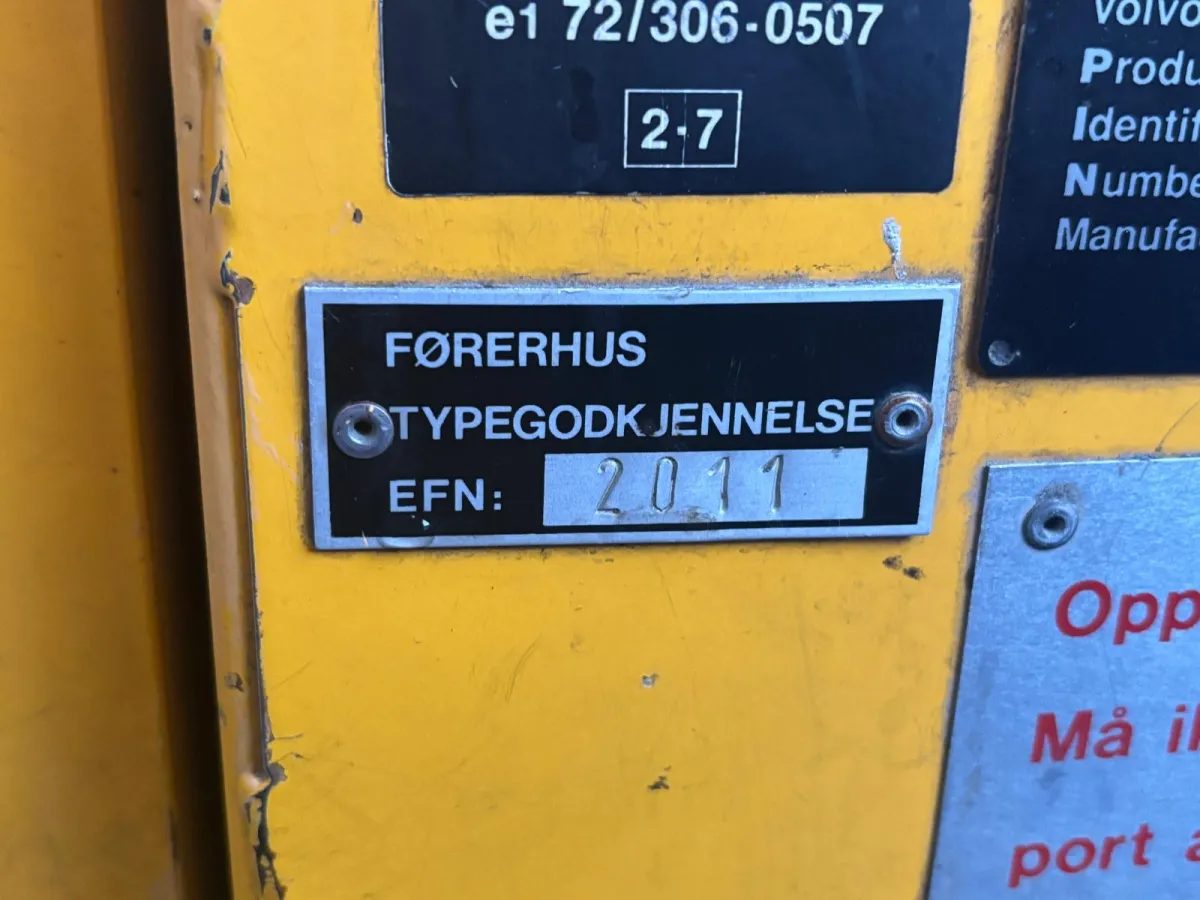 e1 72/306-0507
2-7
Volvo
Produ
Identif
Numbe
Manufa
FØRERHUS
TYPEGODKJENNELSE
EFN: 2011
Opp
Må
port